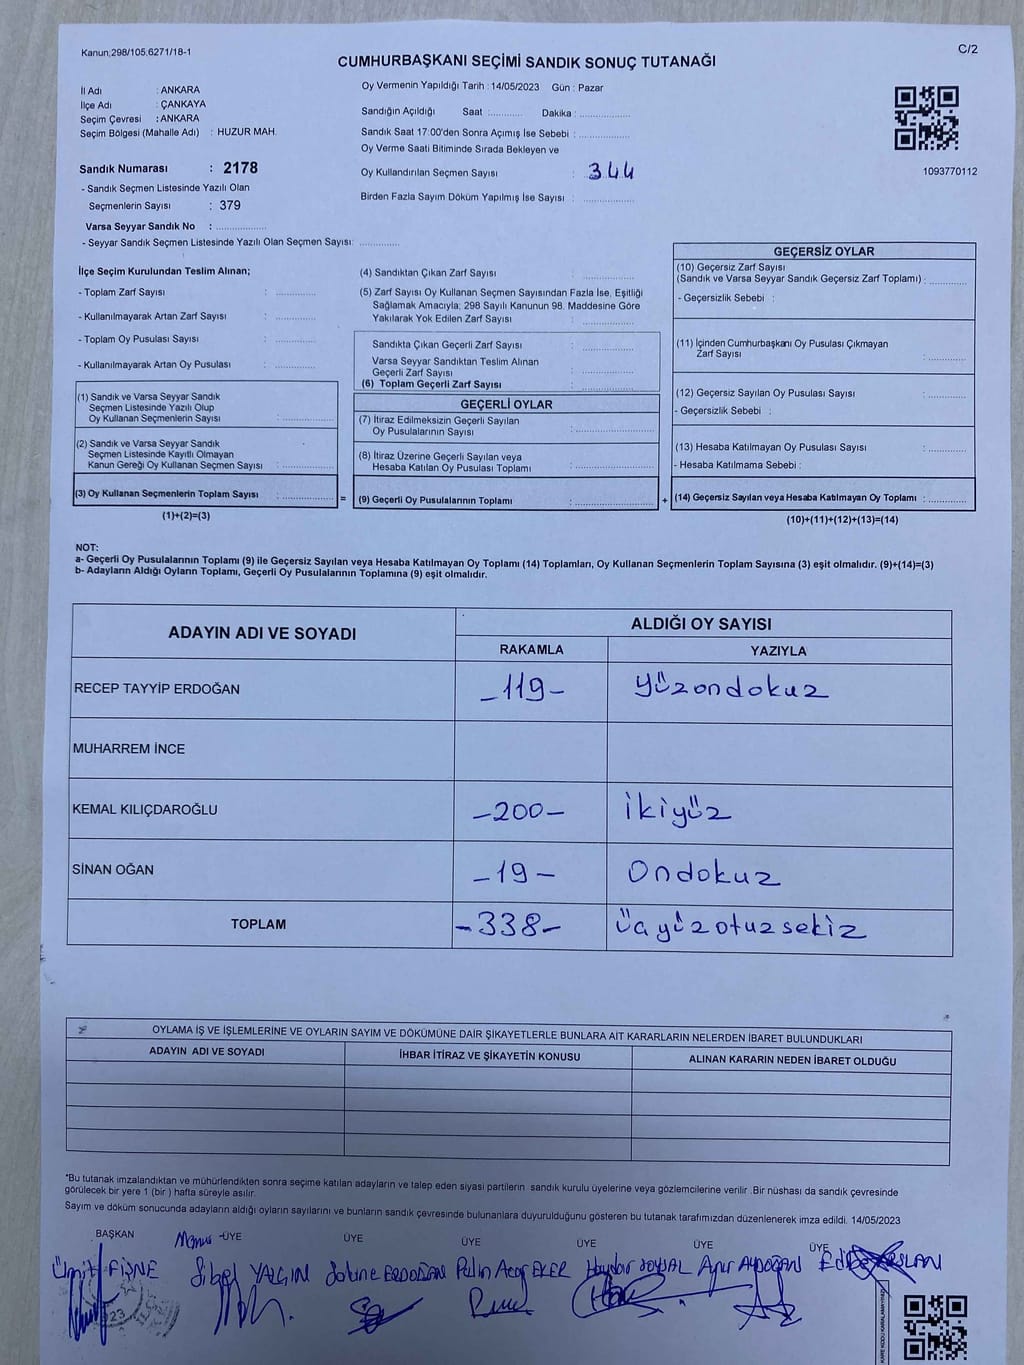 Kanun;298/105,6271/18-1
C/2
CUMHURBAŞKANI SEÇİMİ SANDIK SONUÇ TUTANAĞI
İl Adı : ANKARA
İlçe Adı : ÇANKAYA
Seçim Çevresi : ANKARA
Seçim Bölgesi (Mahalle Adı) : HUZUR MAH.
Sandık Numarası : 2178
- Sandık Seçmen Listesinde Yazılı Olan
Seçmenlerin Sayısı : 379
Varsa Seyyar Sandık No : ................
- Seyyar Sandık Seçmen Listesinde Yazılı Olan Seçmen Sayısı: .............
Oy Vermenin Yapıldığı Tarih : 14/05/2023 Gün : Pazar
Sandığın Açıldığı Saat ............ Dakika : ................
Sandık Saat 17:00'den Sonra Açımış İse Sebebi : ................
Oy Verme Saati Bitiminde Sırada Bekleyen ve
Oy Kullandırılan Seçmen Sayısı : 344
Birden Fazla Sayım Döküm Yapılmış İse Sayısı : ................
1093770112
İlçe Seçim Kurulundan Teslim Alınan;
- Toplam Zarf Sayısı : .............
- Kullanılmayarak Artan Zarf Sayısı : .............
- Toplam Oy Pusulası Sayısı : .............
- Kullanılmayarak Artan Oy Pusulası : .............
(1) Sandık ve Varsa Seyyar Sandık
Seçmen Listesinde Yazılı Olup
Oy Kullanan Seçmenlerin Sayısı : ................
(2) Sandık ve Varsa Seyyar Sandık
Seçmen Listesinde Kayıtlı Olmayan
Kanun Gereği Oy Kullanan Seçmen Sayısı : ................
(3) Oy Kullanan Seçmenlerin Toplam Sayısı : ................
(1)+(2)=(3)
=
(4) Sandıktan Çıkan Zarf Sayısı : ................
(5) Zarf Sayısı Oy Kullanan Seçmen Sayısından Fazla İse, Eşitliği
Sağlamak Amacıyla; 298 Sayılı Kanunun 98. Maddesine Göre
Yakılarak Yok Edilen Zarf Sayısı : ................
Sandıkta Çıkan Geçerli Zarf Sayısı : ................
Varsa Seyyar Sandıktan Teslim Alınan
Geçerli Zarf Sayısı : ................
(6) Toplam Geçerli Zarf Sayısı : ................
GEÇERLİ OYLAR
(7) İtiraz Edilmeksizin Geçerli Sayılan
Oy Pusulalarının Sayısı : ................
(8) İtiraz Üzerine Geçerli Sayılan veya
Hesaba Katılan Oy Pusulası Toplamı : ................
(9) Geçerli Oy Pusulalarının Toplamı : ................
+
GEÇERSİZ OYLAR
(10) Geçersiz Zarf Sayısı
(Sandık ve Varsa Seyyar Sandık Geçersiz Zarf Toplamı) : ............
- Geçersizlik Sebebi :
(11) İçinden Cumhurbaşkanı Oy Pusulası Çıkmayan
Zarf Sayısı : ............
(12) Geçersiz Sayılan Oy Pusulası Sayısı : ............
- Geçersizlik Sebebi :
(13) Hesaba Katılmayan Oy Pusulası Sayısı : ............
- Hesaba Katılmama Sebebi :
(14) Geçersiz Sayılan veya Hesaba Katılmayan Oy Toplamı : ............
(10)+(11)+(12)+(13)=(14)
NOT:
a- Geçerli Oy Pusulalarının Toplamı (9) ile Geçersiz Sayılan veya Hesaba Katılmayan Oy Toplamı (14) Toplamları, Oy Kullanan Seçmenlerin Toplam Sayısına (3) eşit olmalıdır. (9)+(14)=(3)
b- Adayların Aldığı Oyların Toplamı, Geçerli Oy Pusulalarının Toplamına (9) eşit olmalıdır.
ADAYIN ADI VE SOYADI
ALDIĞI OY SAYISI
RAKAMLA YAZIYLA
RECEP TAYYİP ERDOĞAN -119- Yüzondokuz
MUHARREM İNCE
KEMAL KILIÇDAROĞLU -200- İkiyüz
SİNAN OĞAN -19- Ondokuz
TOPLAM -338- Üçyüzotuzsekiz
OYLAMA İŞ VE İŞLEMLERİNE VE OYLARIN SAYIM VE DÖKÜMÜNE DAİR ŞİKAYETLERLE BUNLARA AİT KARARLARIN NELERDEN İBARET BULUNDUKLARI
ADAYIN ADI VE SOYADI İHBAR İTİRAZ VE ŞİKAYETİN KONUSU ALINAN KARARIN NEDEN İBARET OLDUĞU
*Bu tutanak imzalandıktan ve mühürlendikten sonra seçime katılan adayların ve talep eden siyasi partilerin sandık kurulu üyelerine veya gözlemcilerine verilir .Bir nüshası da sandık çevresinde
görülecek bir yere 1 (bir ) hafta süreyle asılır.
Sayım ve döküm sonucunda adayların aldığı oyların sayılarını ve bunların sandık çevresinde bulunanlara duyurulduğunu gösteren bu tutanak tarafımızdan düzenlenerek imza edildi. 14/05/2023
BAŞKAN Memur -ÜYE ÜYE ÜYE ÜYE ÜYE ÜYE
Ümit FİŞNE Sibel YALGIN ERDOĞAN Pelin Acar EKER Haydar SOYSAL Ayur AYDOĞAN